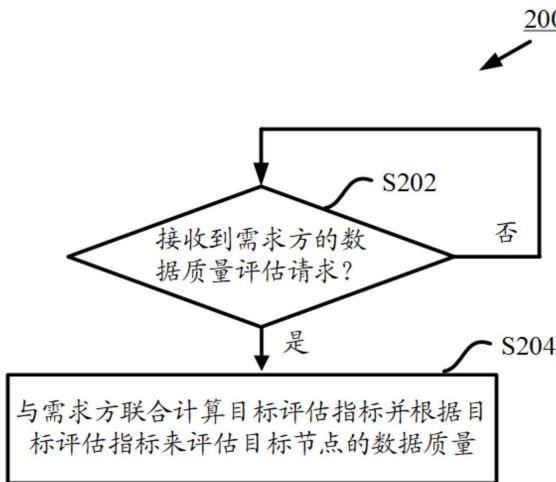 200
S202
接收到需求方的数
据质量评估请求?
否
是
S204
与需求方联合计算目标评估指标并根据目
标评估指标来评估目标节点的数据质量